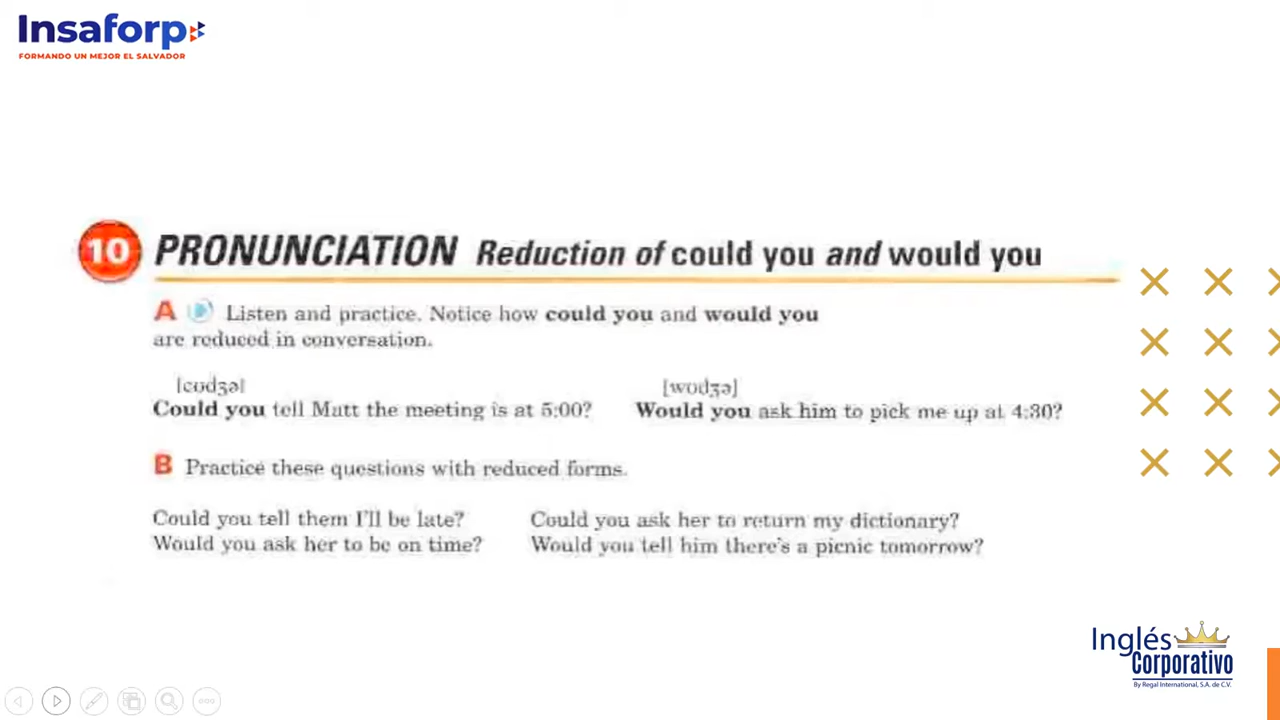 Insaforp
FORMANDO UN MEJOR EL SALVADOR
10 PRONUNCIATION Reduction of could you and would you
A Listen and practice. Notice how could you and would you
are reduced in conversation.
[cʊdʒə] [wʊdʒə]
Could you tell Matt the meeting is at 5:00? Would you ask him to pick me up at 4:30?
B Practice these questions with reduced forms.
Could you tell them I'll be late? Could you ask her to return my dictionary?
Would you ask her to be on time? Would you tell him there's a picnic tomorrow?
Inglés
Corporativo
By Regal International, S.A. de C.V.